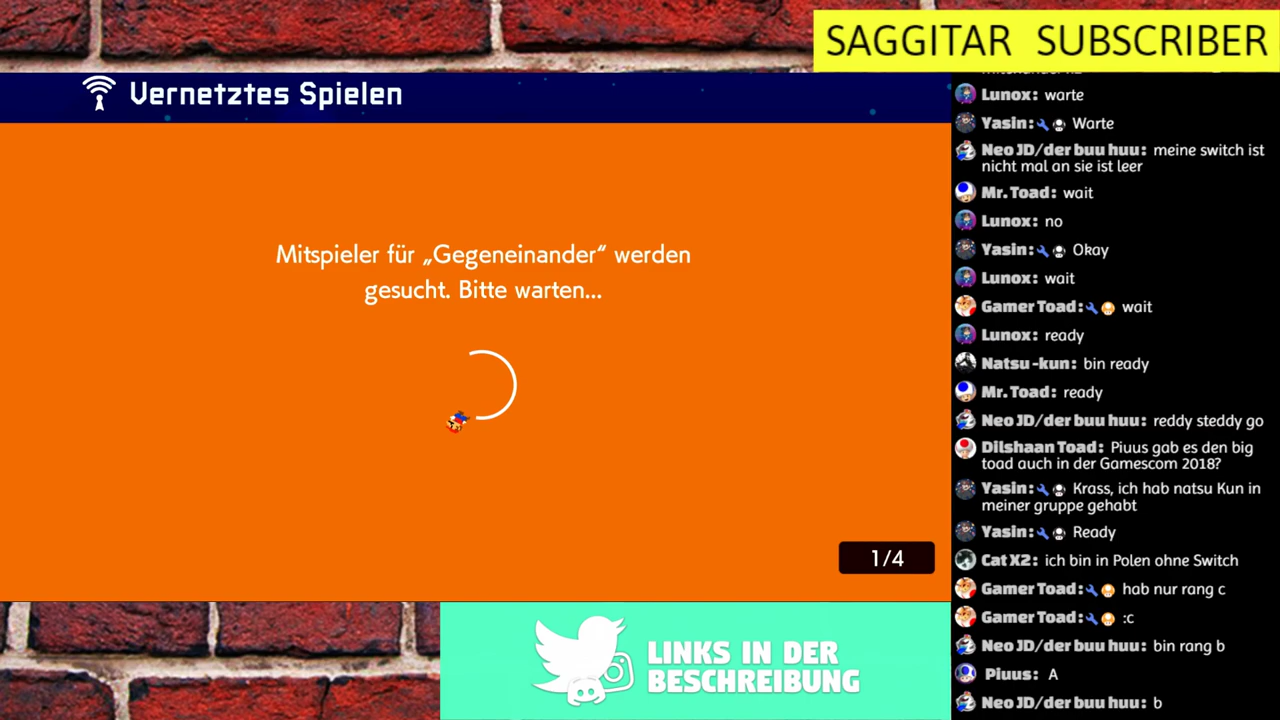 SAGGITAR SUBSCRIBER
Vernetztes Spielen
Mitspieler für „Gegeneinander“ werden
gesucht. Bitte warten...
1/4
LINKS IN DER
BESCHREIBUNG
Lunox: warte
Yasin: Warte
Neo JD/der buu huu: meine switch ist
nicht mal an sie ist leer
Mr. Toad: wait
Lunox: no
Yasin: Okay
Lunox: wait
Gamer Toad: wait
Lunox: ready
Natsu-kun: bin ready
Mr. Toad: ready
Neo JD/der buu huu: reddy steddy go
Dilshaan Toad: Piuus gab es den big
toad auch in der Gamescom 2018?
Yasin: Krass, ich hab natsu Kun in
meiner gruppe gehabt
Yasin: Ready
Cat X2: ich bin in Polen ohne Switch
Gamer Toad: hab nur rang c
Gamer Toad: :c
Neo JD/der buu huu: bin rang b
Piuus: A
Neo JD/der buu huu: b